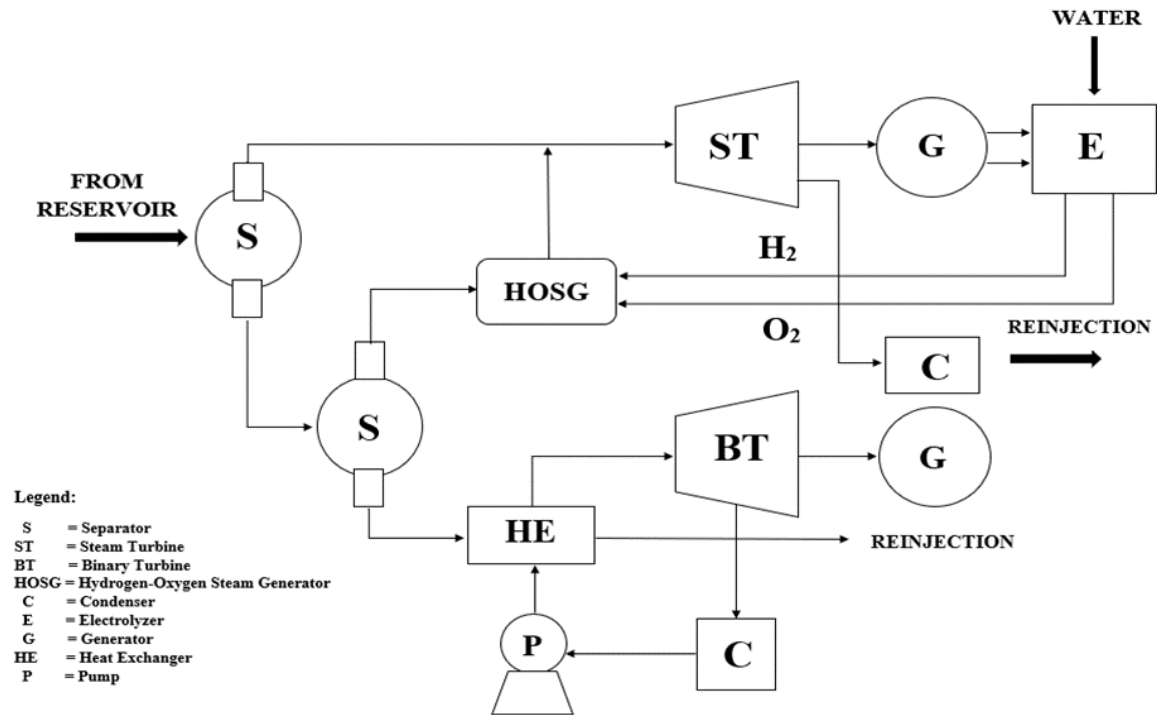 WATER
ST
G
E
FROM
RESERVOIR
S
H₂
HOSG
O₂
REINJECTION
C
S
BT
G
Legend:
S = Separator
ST = Steam Turbine
BT = Binary Turbine
HOSG = Hydrogen-Oxygen Steam Generator
C = Condenser
E = Electrolyzer
G = Generator
HE = Heat Exchanger
P = Pump
HE
REINJECTION
P
C